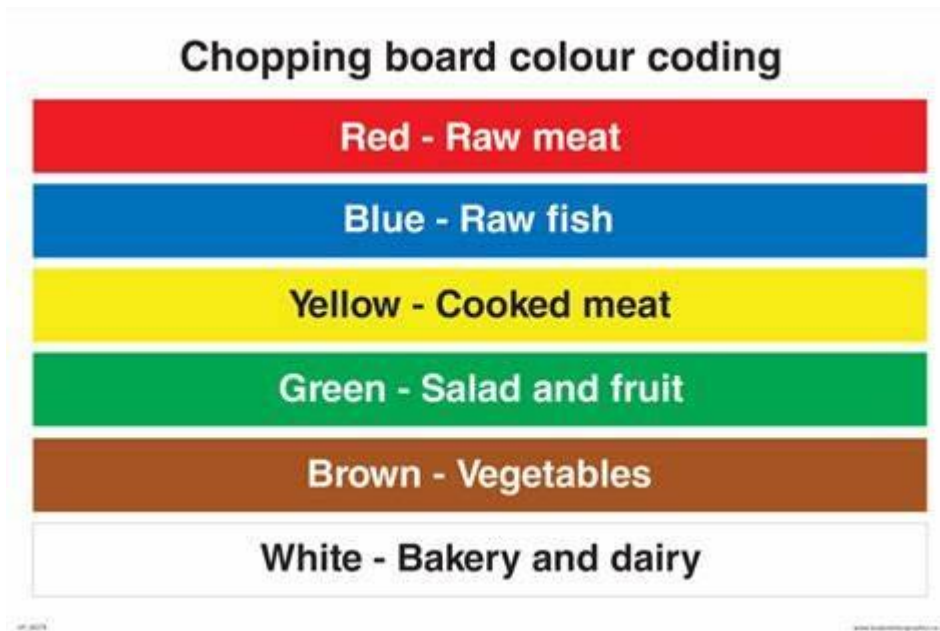 Chopping board colour coding
Red - Raw meat
Blue - Raw fish
Yellow - Cooked meat
Green - Salad and fruit
Brown - Vegetables
White - Bakery and dairy